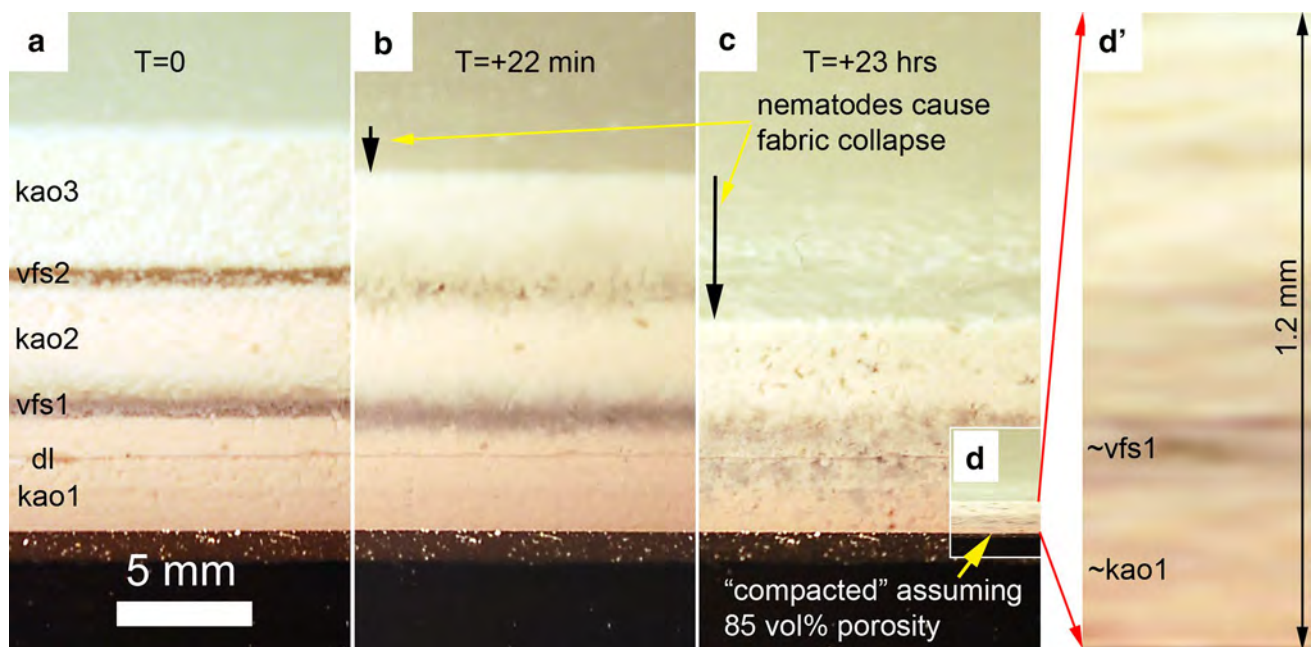 a
T=0
kao3
vfs2
kao2
vfs1
dl
kao1
5 mm
b
T=+22 min
c
T=+23 hrs
nematodes cause
fabric collapse
d
"compacted" assuming
85 vol% porosity
d'
1.2 mm
~vfs1
~kao1